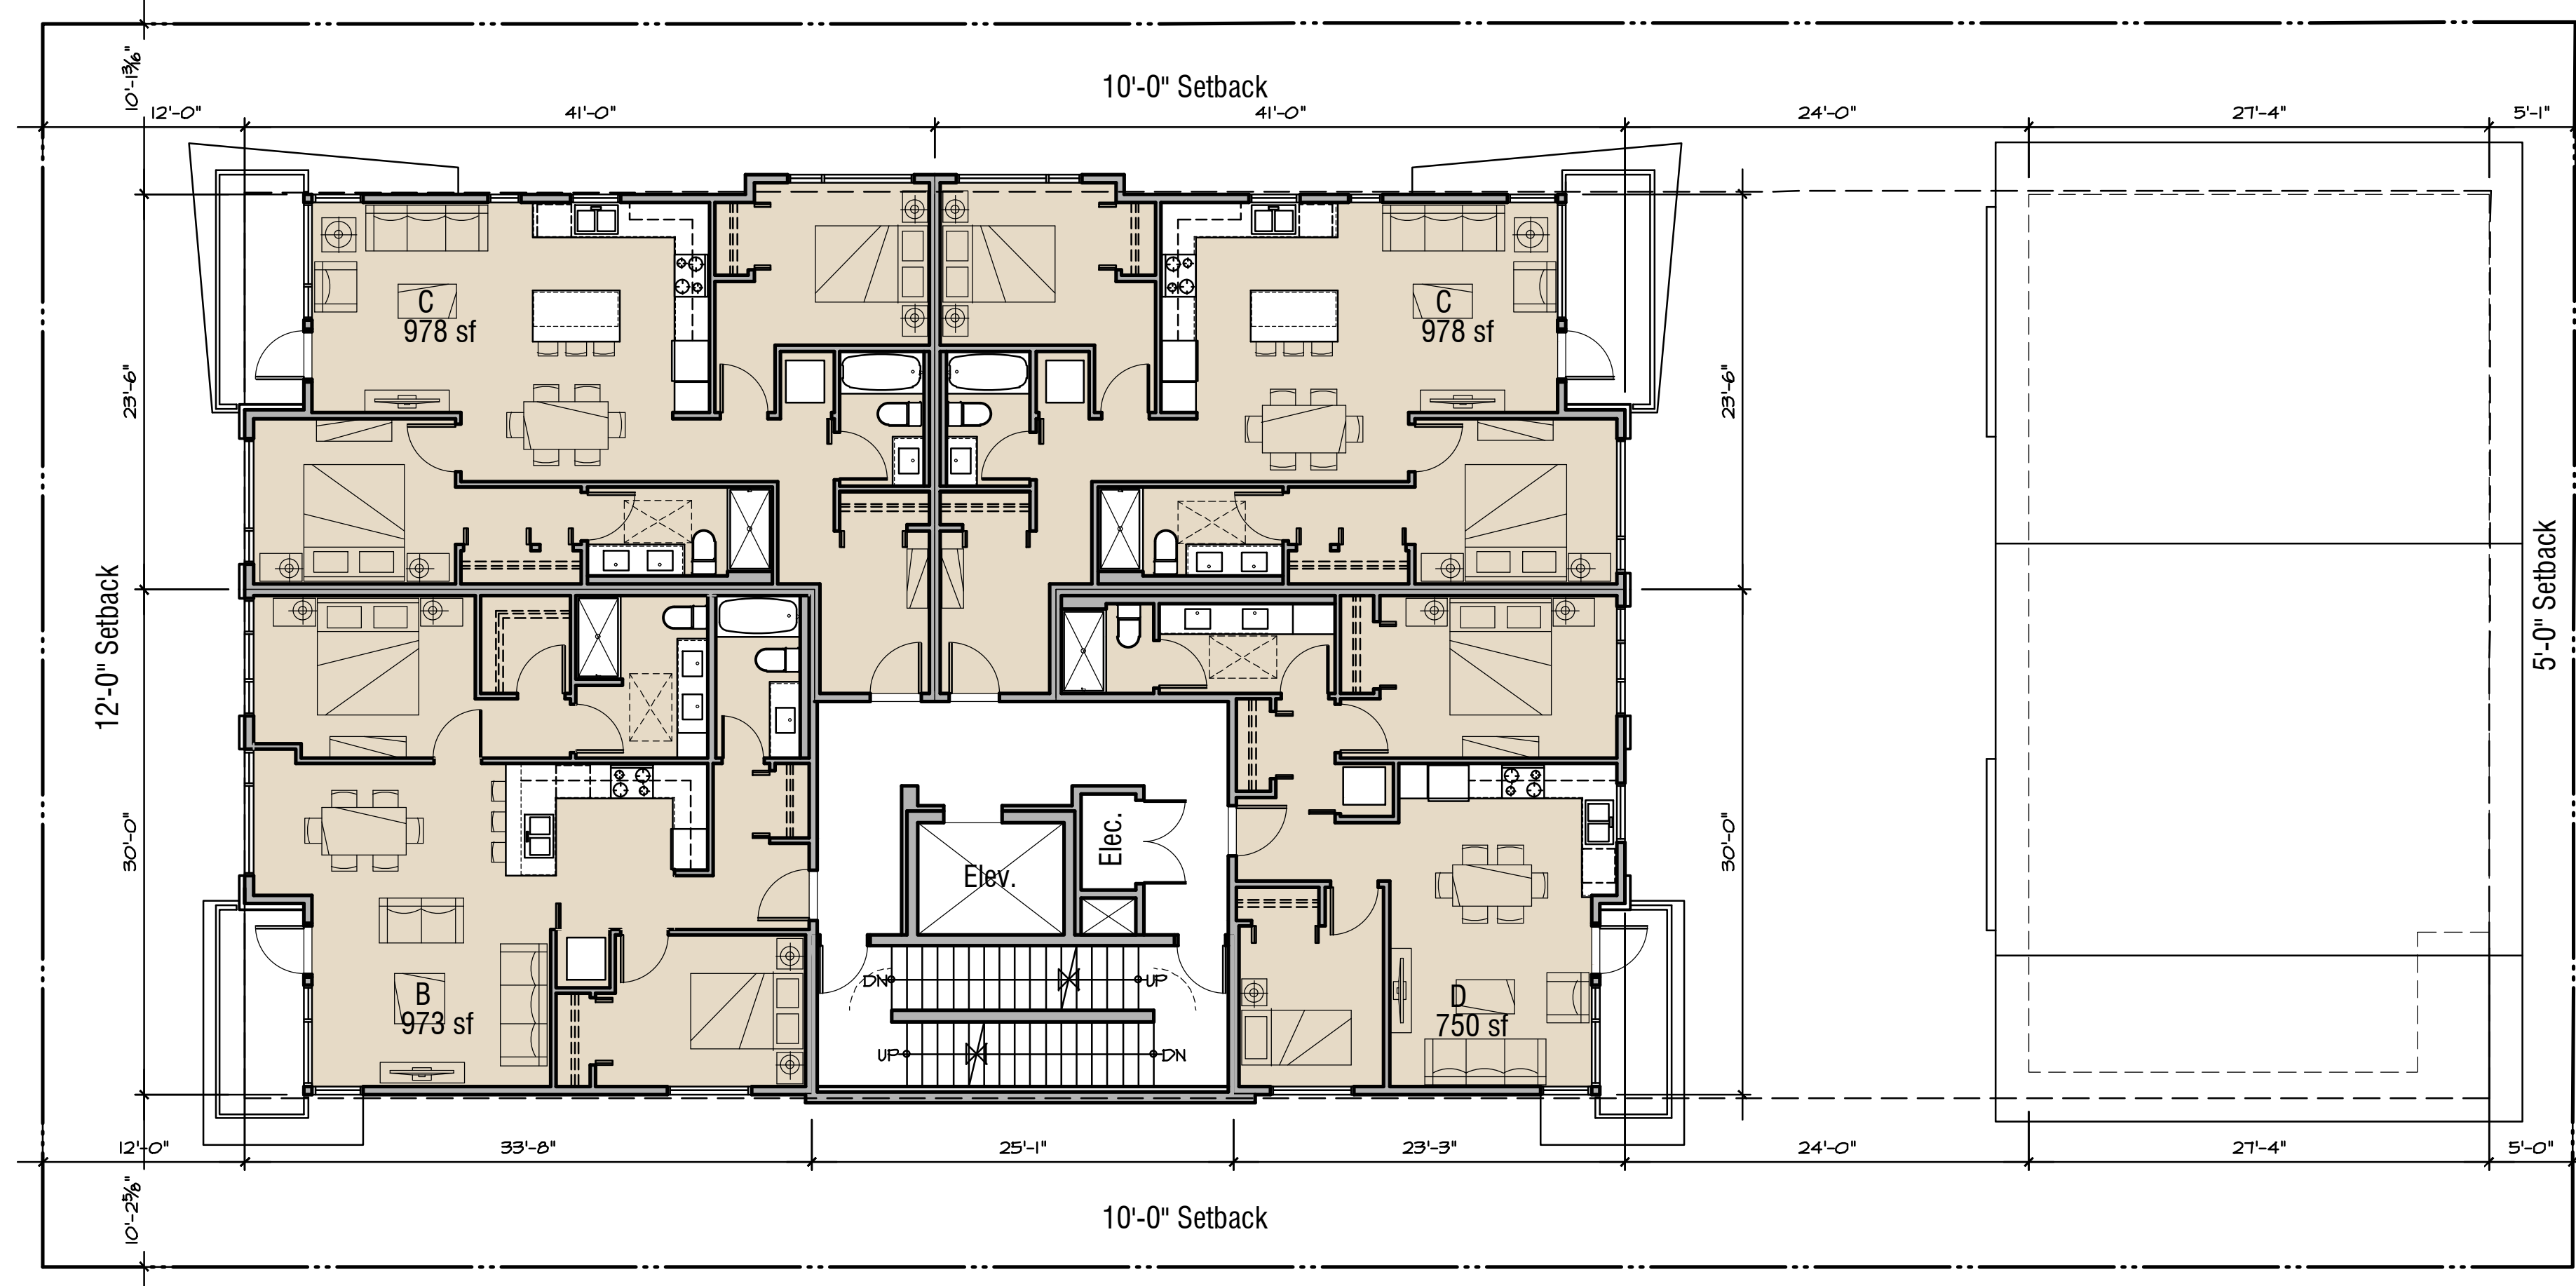 10'-1 3/16"
10'-0" Setback
12'-0"
41'-0"
41'-0"
24'-0"
27'-4"
5'-1"
C
978 sf
C
978 sf
23'-6"
23'-6"
12'-0" Setback
5'-0" Setback
30'-0"
30'-0"
Elec.
Elev.
B
973 sf
D
750 sf
DN
UP
UP
DN
12'-0"
33'-8"
25'-1"
23'-3"
24'-0"
27'-4"
5'-0"
10'-2 5/8"
10'-0" Setback